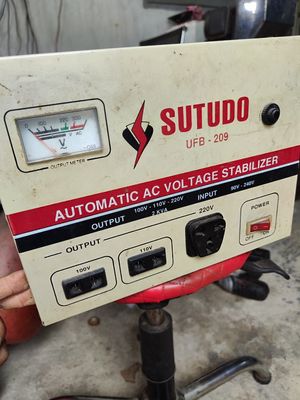 V
OUTPUT METER
SUTUDO
UFB - 209
AUTOMATIC AC VOLTAGE STABILIZER
OUTPUT 100V - 110V - 220V INPUT 90V - 240V
2 KVA
OUTPUT
100V
110V
220V
POWER
OFF